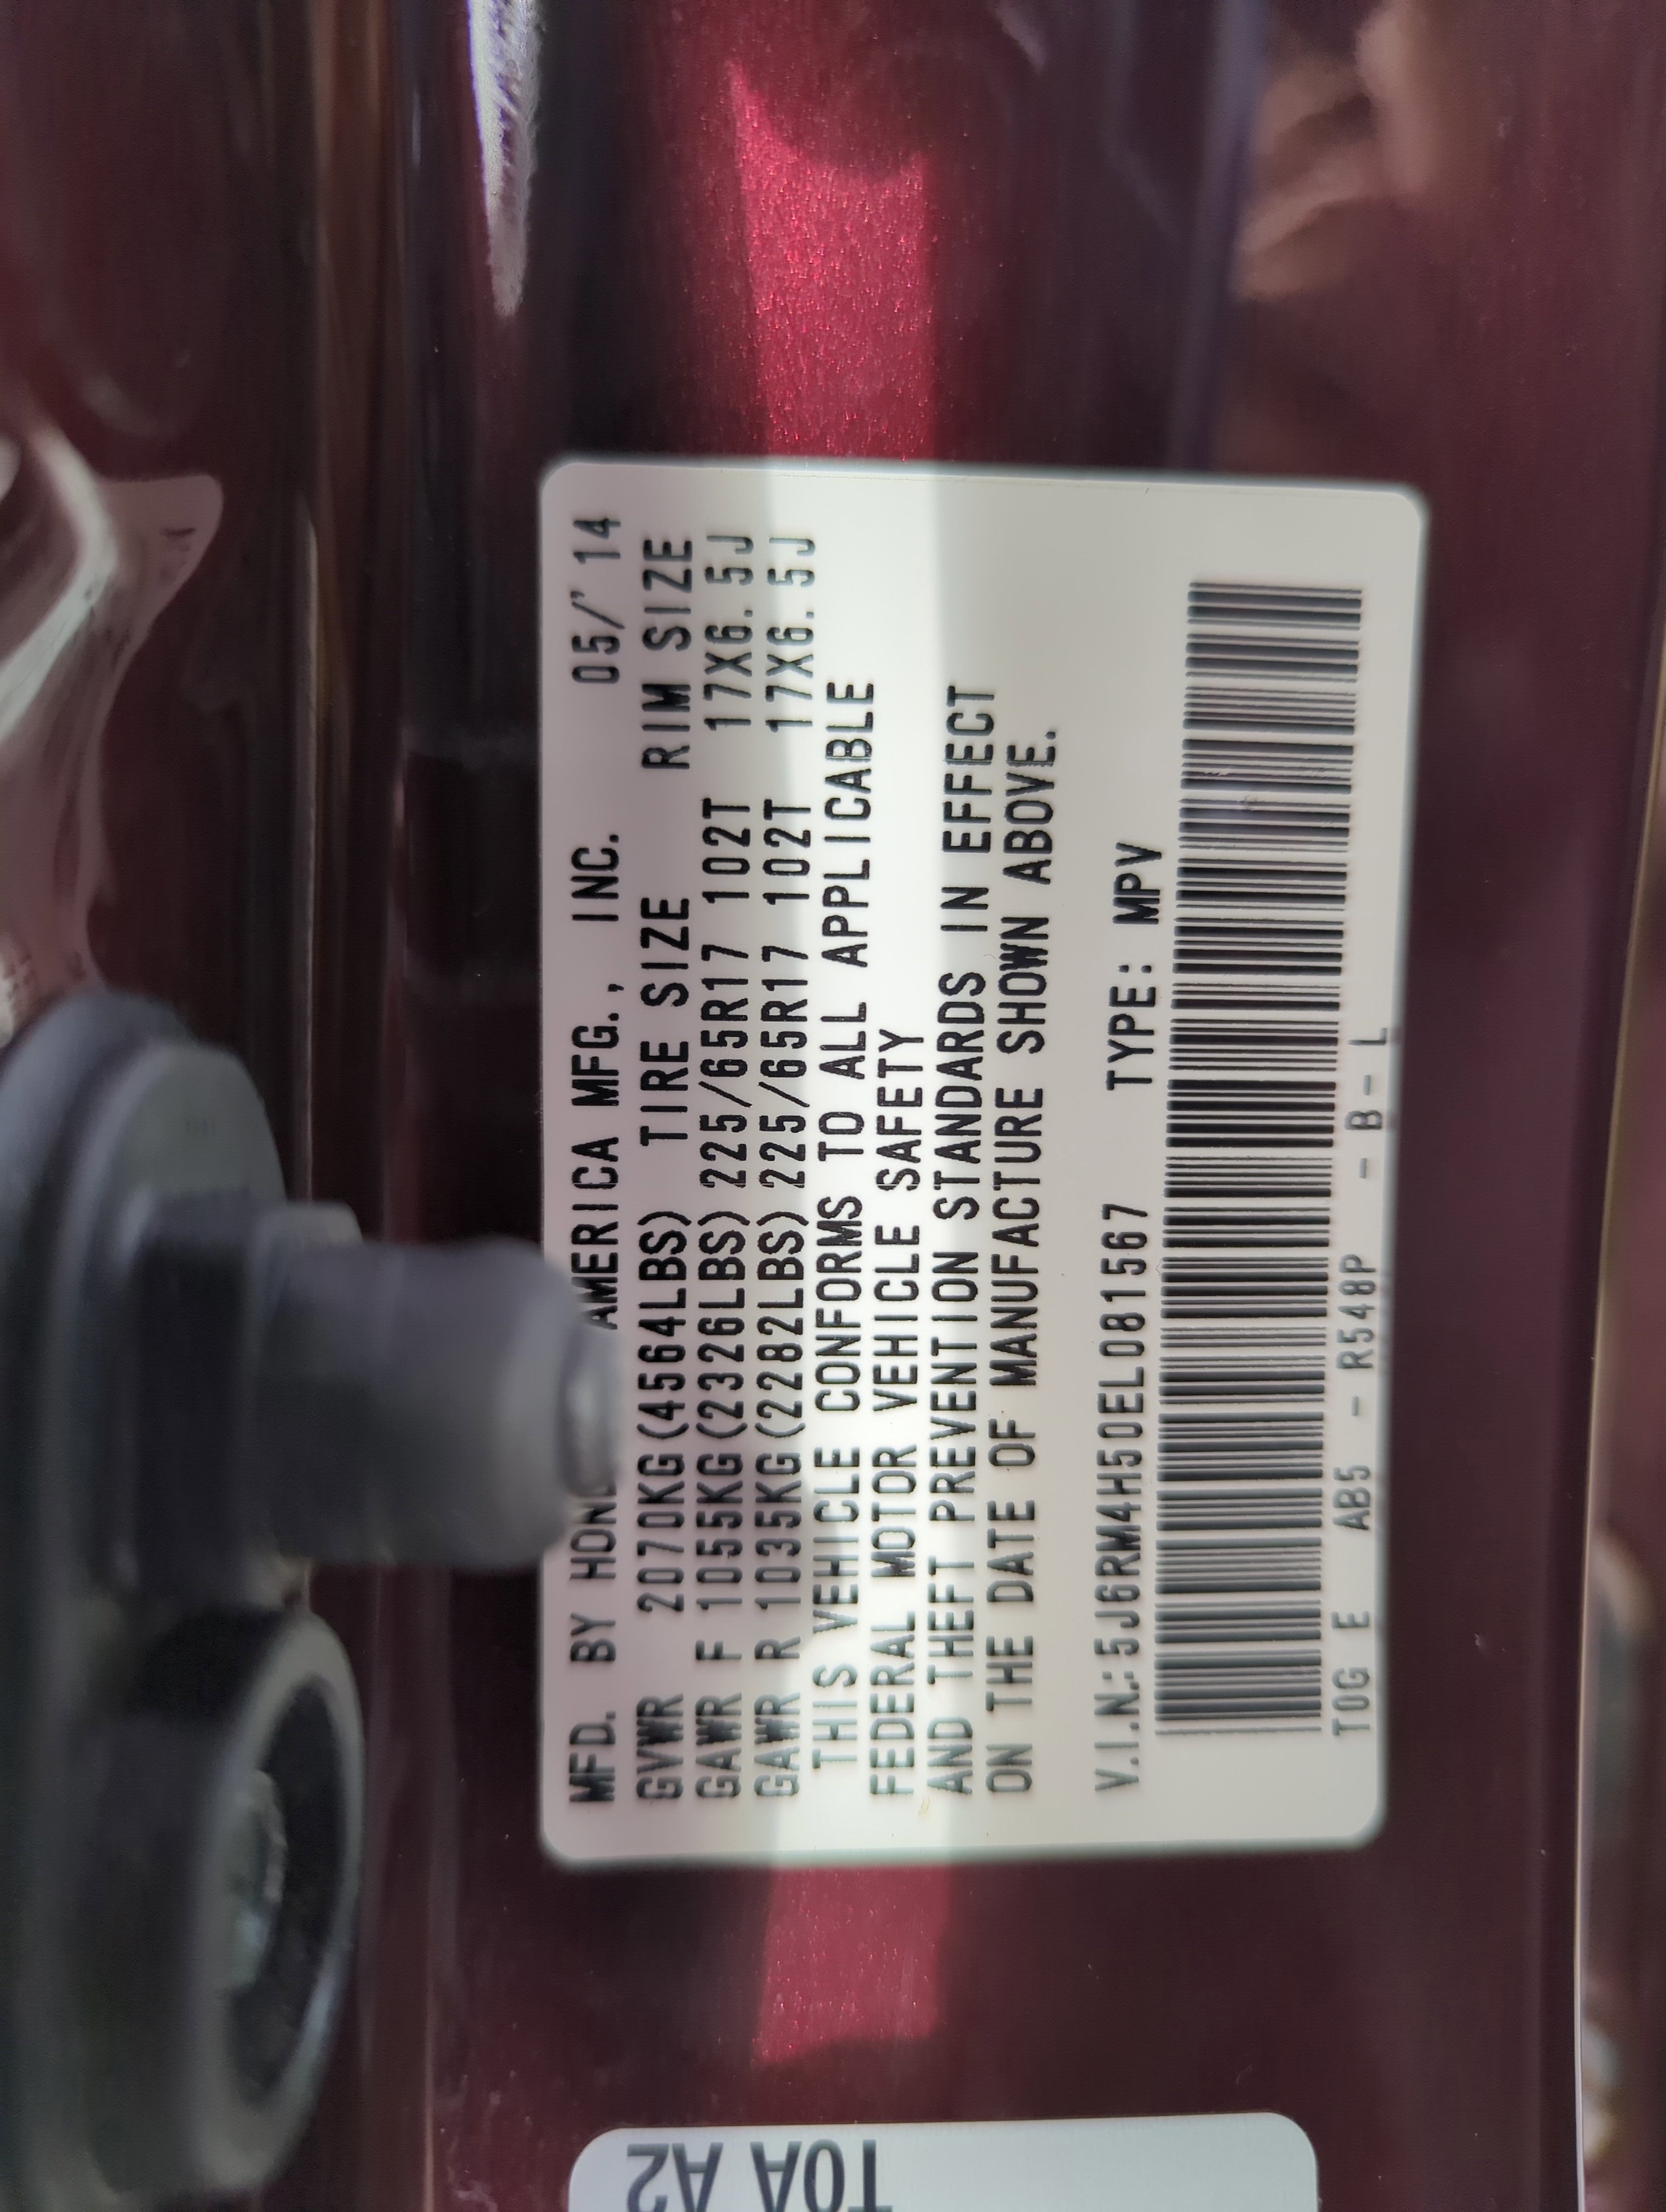 MFD. BY AMERICA MFG., INC. 05/'14
GVWR 2070KG(4564LBS) TIRE SIZE RIM SIZE
GAWR F 1055KG(2326LBS) 225/65R17 102T 17X6.5J
GAWR R 1035KG(2282LBS) 225/65R17 102T 17X6.5J
THIS VEHICLE CONFORMS TO ALL APPLICABLE
FEDERAL MOTOR VEHICLE SAFETY
AND THEFT PREVENTION STANDARDS IN EFFECT
ON THE DATE OF MANUFACTURE SHOWN ABOVE.
V.I.N.:5J6RM4H50EL081567 TYPE: MPV
T0G E AB5 - R548P - B- L
T0A A2